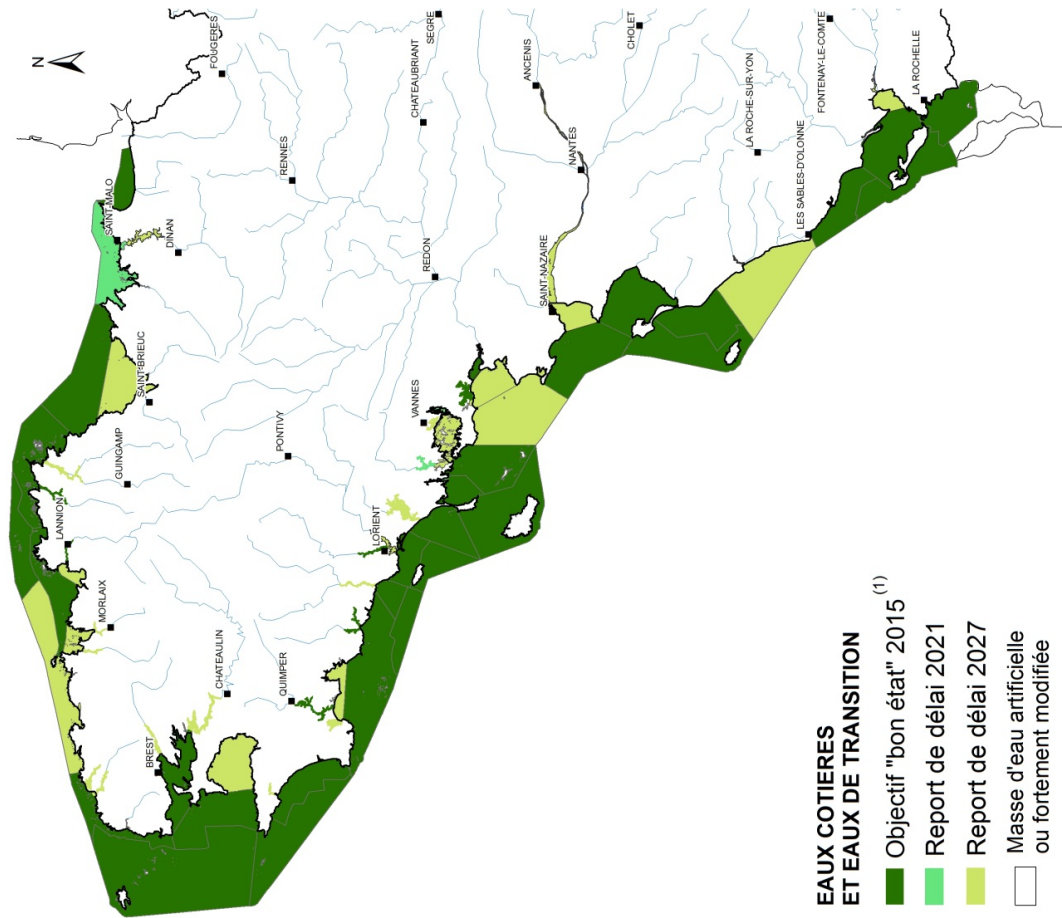 N
FOUGERES
SEGRE
SAINT-MALO
DINAN
RENNES
CHATEAUBRIANT
ANCENIS
CHOLET
SAINT-BRIEUC
GUINGAMP
LANNION
MORLAIX
PONTIVY
REDON
NANTES
SAINT-NAZAIRE
LA ROCHE-SUR-YON
FONTENAY-LE-COMTE
LA ROCHELLE
LES SABLES-D'OLONNE
VANNES
LORIENT
CHATEAULIN
QUIMPER
BREST
EAUX COTIERES
ET EAUX DE TRANSITION
Objectif "bon état" 2015 (1)
Report de délai 2021
Report de délai 2027
Masse d'eau artificielle
ou fortement modifiée